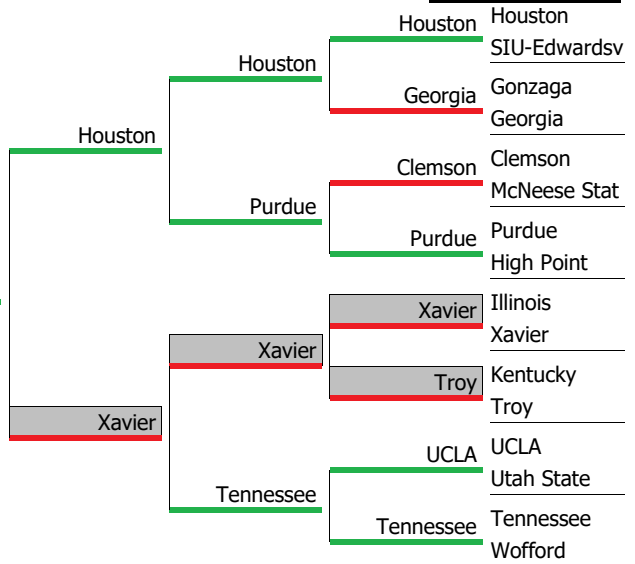 Houston
Houston
SIU-Edwardsv
Houston
Georgia
Gonzaga
Georgia
Houston
Clemson
Clemson
McNeese Stat
Purdue
Purdue
Purdue
High Point
Xavier
Illinois
Xavier
Xavier
Troy
Kentucky
Troy
Xavier
UCLA
UCLA
Utah State
Tennessee
Tennessee
Tennessee
Wofford